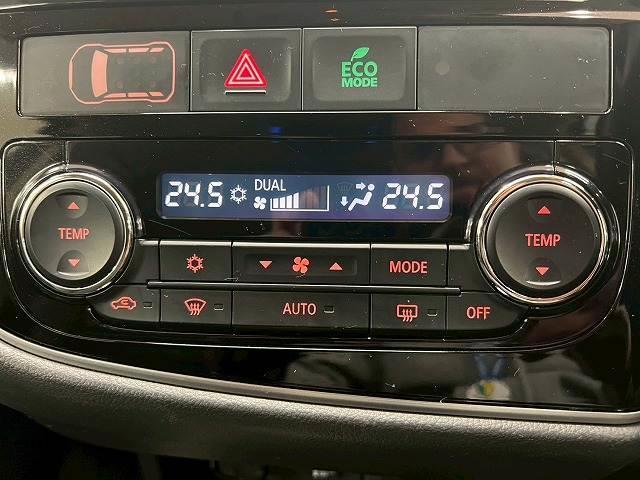 ECO
MODE
24.5 DUAL 24.5
TEMP
TEMP
MODE
AUTO
OFF